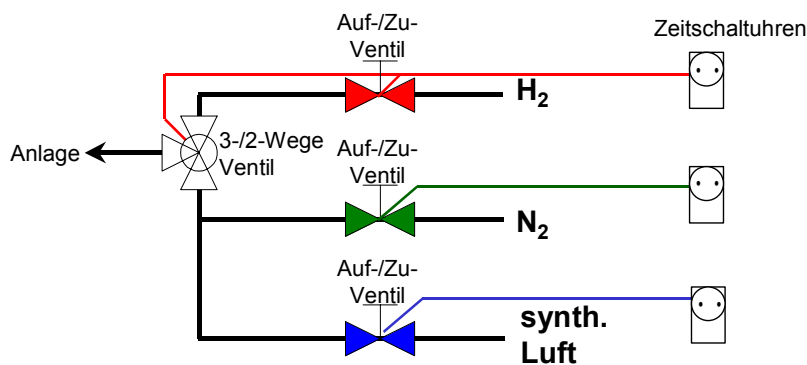 Auf-/Zu-
Ventil
Zeitschaltuhren
H2
3-/2-Wege
Ventil
Anlage
Auf-/Zu-
Ventil
N2
Auf-/Zu-
Ventil
synth.
Luft